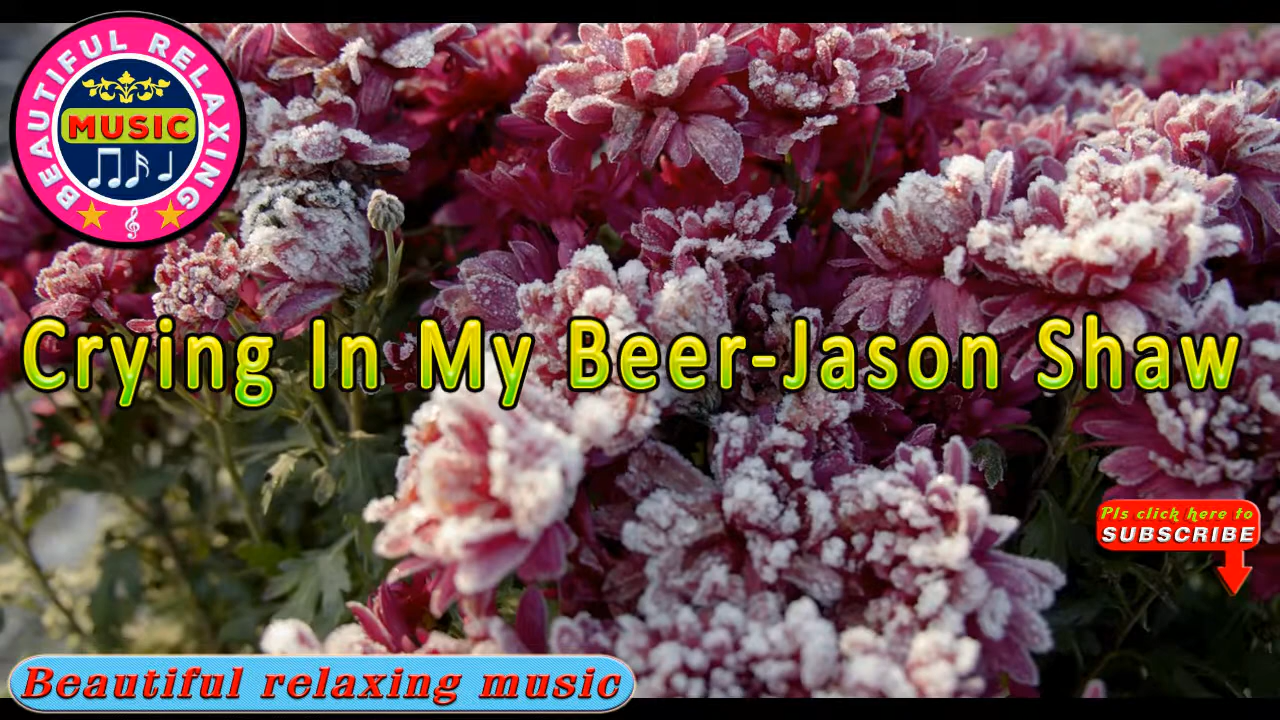 BEAUTIFUL RELAXING
MUSIC
Crying In My Beer-Jason Shaw
Pls click here to
SUBSCRIBE
Beautiful relaxing music